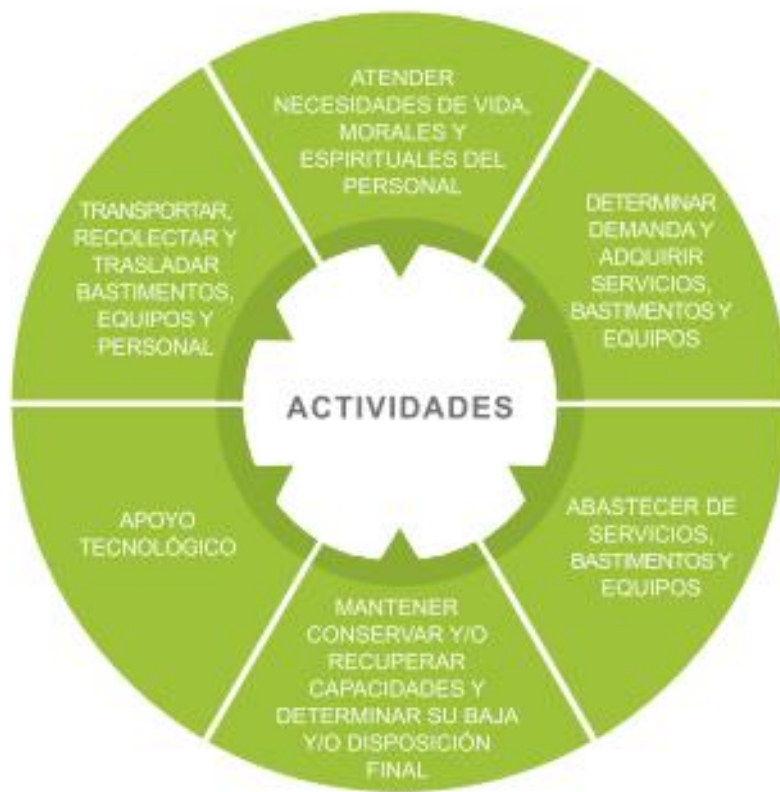 ATENDER
NECESIDADES DE VIDA,
MORALES Y
ESPIRITUALES DEL
PERSONAL
DETERMINAR
DEMANDA Y
ADQUIRIR
SERVICIOS,
BASTIMENTOS Y
EQUIPOS
ABASTECER DE
SERVICIOS,
BASTIMENTOS Y
EQUIPOS
MANTENER
CONSERVAR Y/O
RECUPERAR
CAPACIDADES Y
DETERMINAR SU BAJA
Y/O DISPOSICIÓN
FINAL
APOYO
TECNOLÓGICO
TRANSPORTAR,
RECOLECTAR Y
TRASLADAR
BASTIMENTOS,
EQUIPOS Y
PERSONAL
ACTIVIDADES